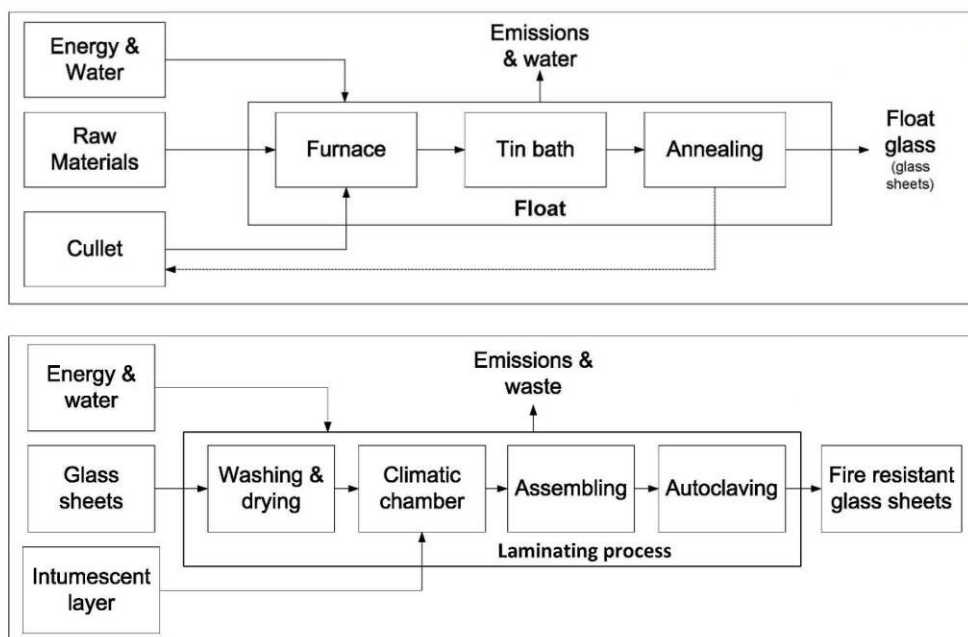 Energy &
Water
Emissions
& water
Raw
Materials
Furnace
Tin bath
Annealing
Float
glass
(glass
sheets)
Float
Cullet
Energy &
water
Emissions &
waste
Glass
sheets
Washing &
drying
Climatic
chamber
Assembling
Autoclaving
Fire resistant
glass sheets
Laminating process
Intumescent
layer